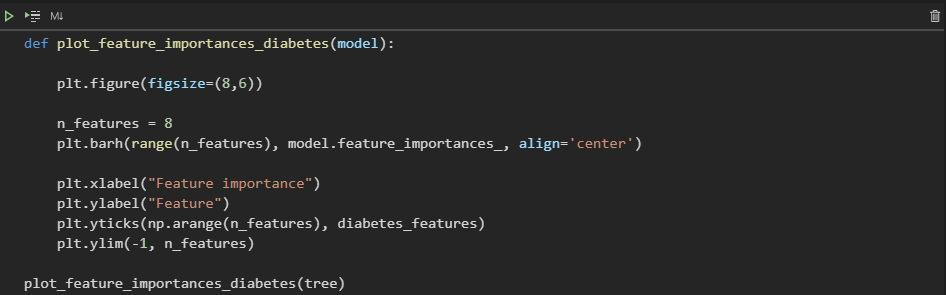 M↓
def plot_feature_importances_diabetes(model):
    plt.figure(figsize=(8,6))
    n_features = 8
    plt.barh(range(n_features), model.feature_importances_, align='center')
    plt.xlabel("Feature importance")
    plt.ylabel("Feature")
    plt.yticks(np.arange(n_features), diabetes_features)
    plt.ylim(-1, n_features)
plot_feature_importances_diabetes(tree)